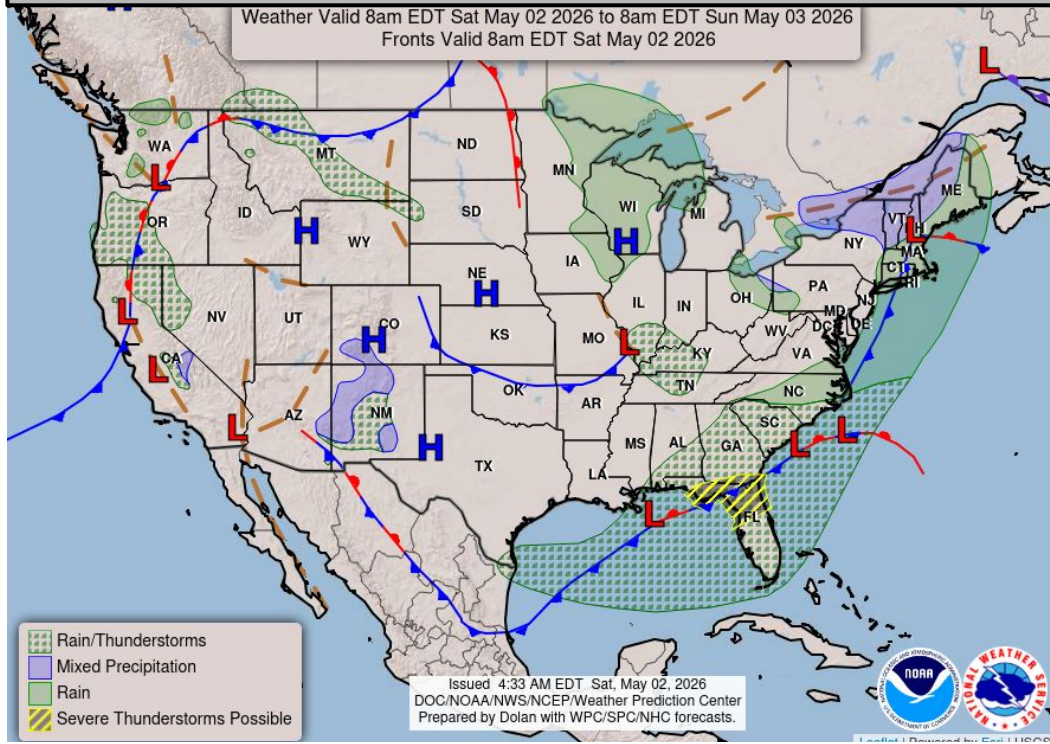 Weather Valid 8am EDT Sat May 02 2026 to 8am EDT Sun May 03 2026
Fronts Valid 8am EDT Sat May 02 2026
H
L
L
WA
MT
ND
MN
ME
OR
ID
SD
WI
MI
VT
H
L
NY
MA
CT
RI
H
WY
H
IA
NE
H
PA
NJ
OH
IL
IN
MD
DE
DC
L
NV
UT
CO
H
KS
MO
L
WV
VA
KY
CA
L
TN
NC
OK
AR
AZ
NM
SC
L
H
MS
AL
GA
L
L
TX
LA
L
FL
Rain/Thunderstorms
Mixed Precipitation
Rain
Severe Thunderstorms Possible
Issued 4:33 AM EDT Sat, May 02, 2026
DOC/NOAA/NWS/NCEP/Weather Prediction Center
Prepared by Dolan with WPC/SPC/NHC forecasts.
NOAA
NATIONAL WEATHER SERVICE
Leaflet | Powered by Esri | USGS